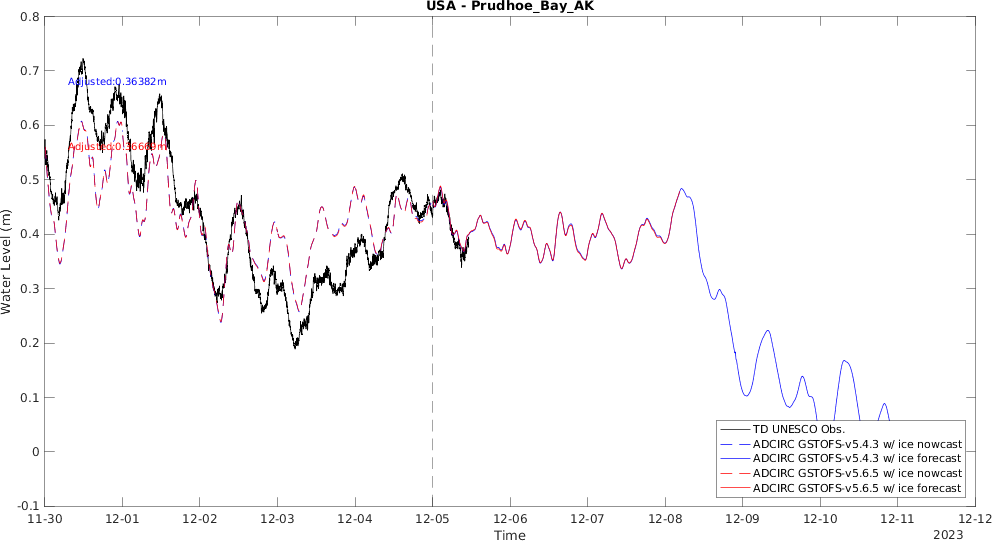 USA - Prudhoe_Bay_AK
0.8
0.7
0.6
0.5
0.4
0.3
0.2
0.1
0
-0.1
Water Level (m)
Adjusted:0.36382m
TD UNESCO Obs.
ADCIRC GSTOFS-v5.4.3 w/ ice nowcast
ADCIRC GSTOFS-v5.4.3 w/ ice forecast
ADCIRC GSTOFS-v5.6.5 w/ ice nowcast
ADCIRC GSTOFS-v5.6.5 w/ ice forecast
11-30 12-01 12-02 12-03 12-04 12-05 12-06 12-07 12-08 12-09 12-10 12-11 12-12
Time
2023